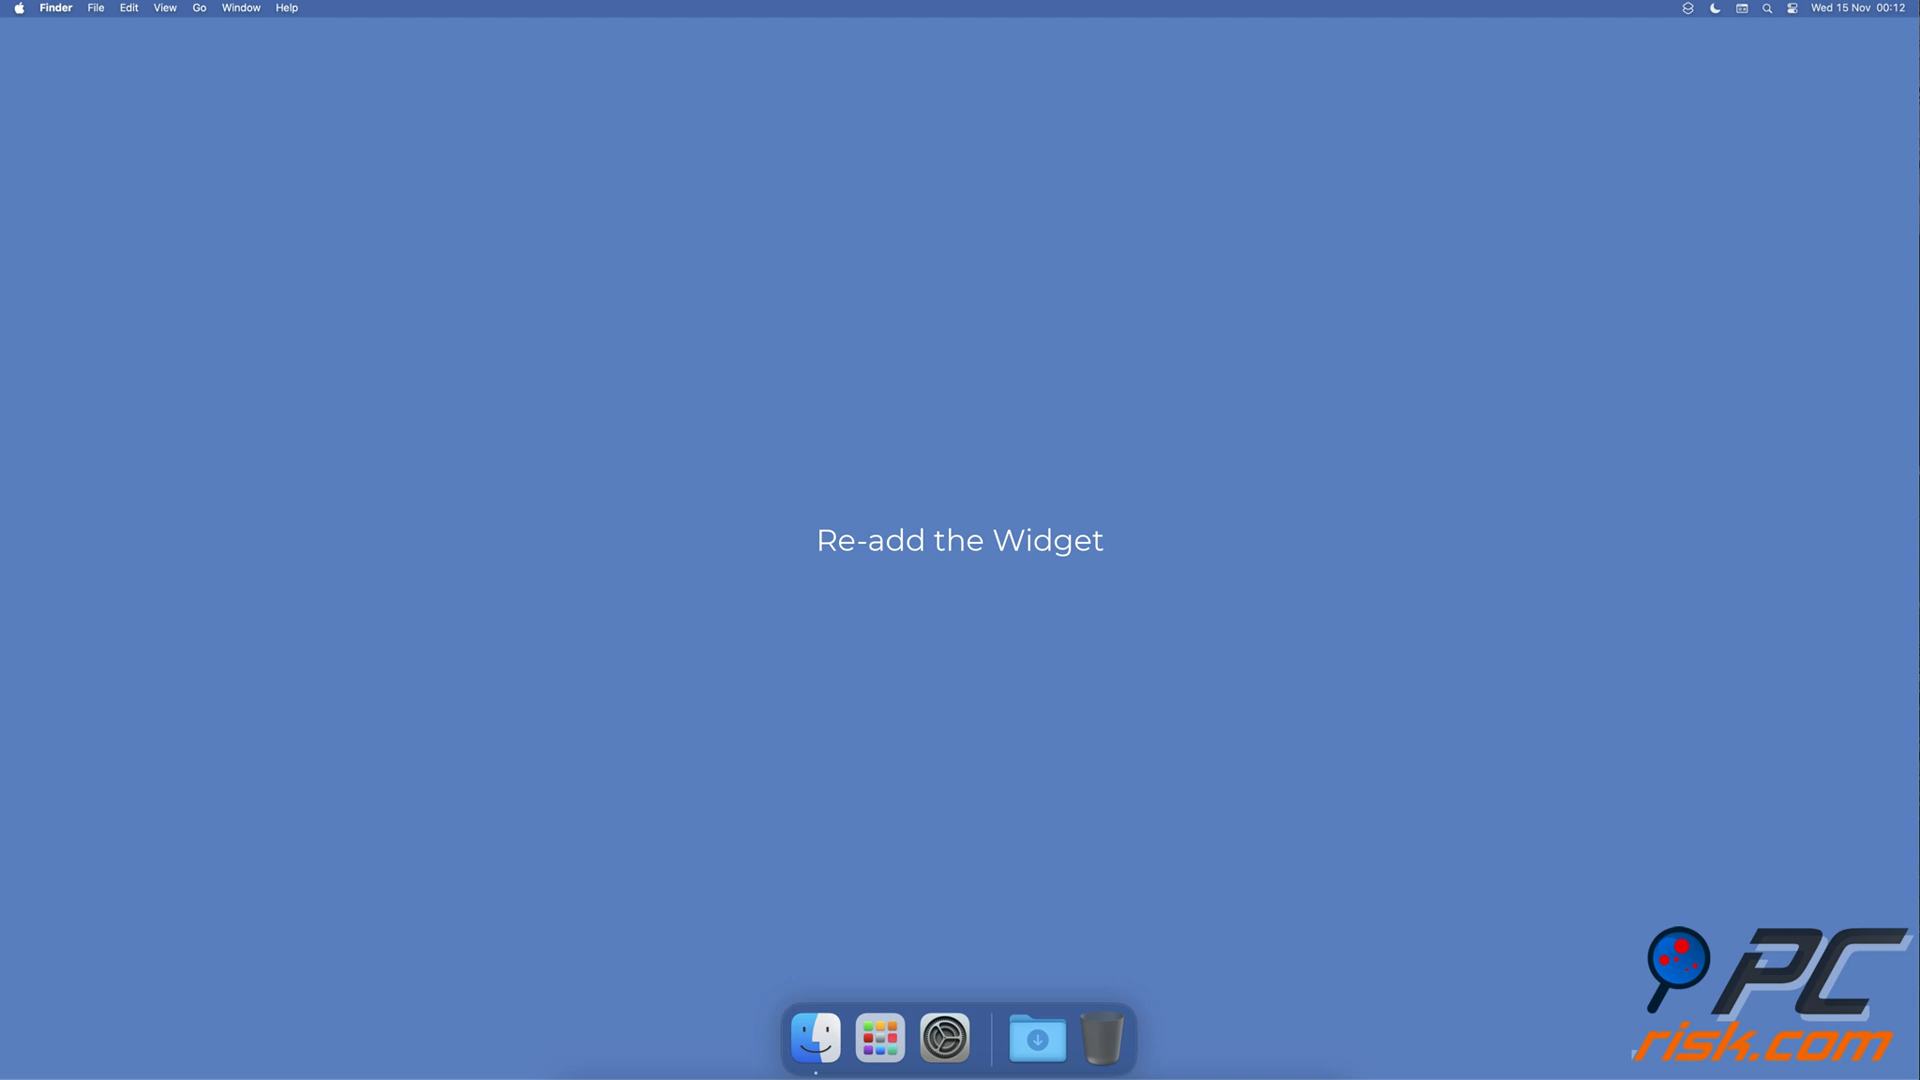 Finder File Edit View Go Window Help Wed 15 Nov 00:12
Re-add the Widget
PC
risk.com